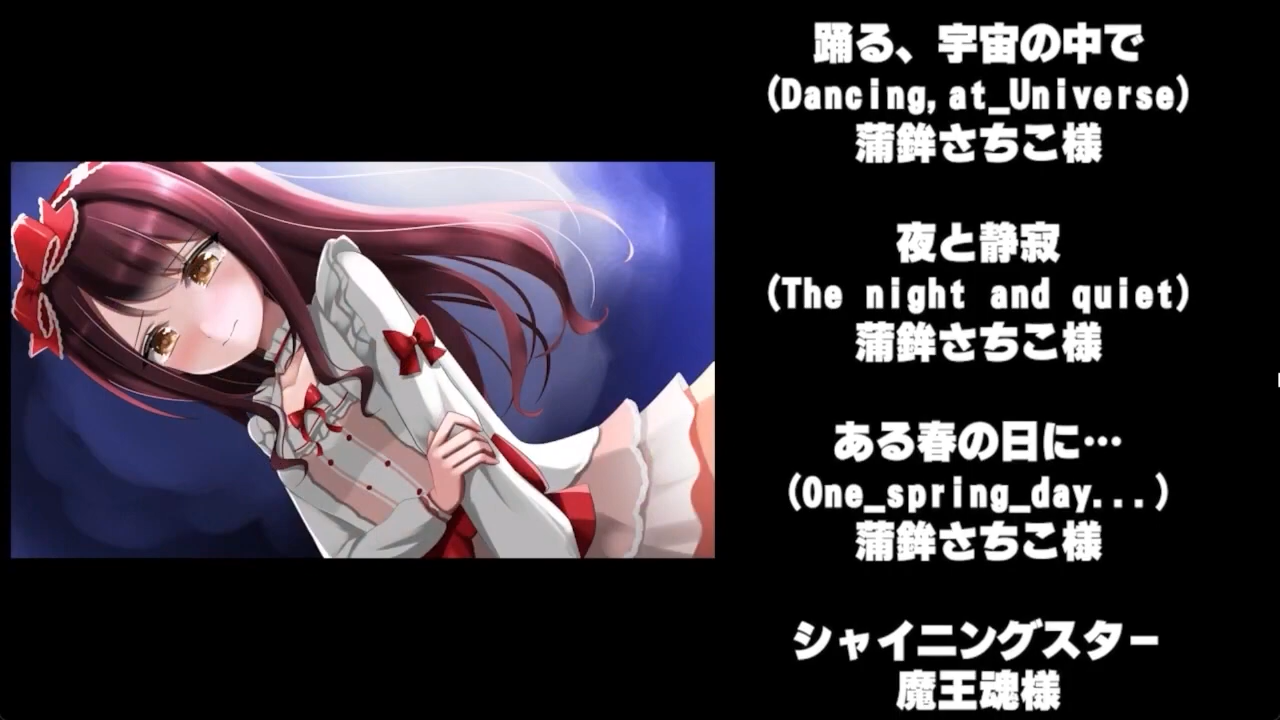 踊る、宇宙の中で
(Dancing,at_Universe)
蒲鉾さちこ様
夜と静寂
(The night and quiet)
蒲鉾さちこ様
ある春の日に…
(One_spring_day...)
蒲鉾さちこ様
シャイニングスター
魔王魂様